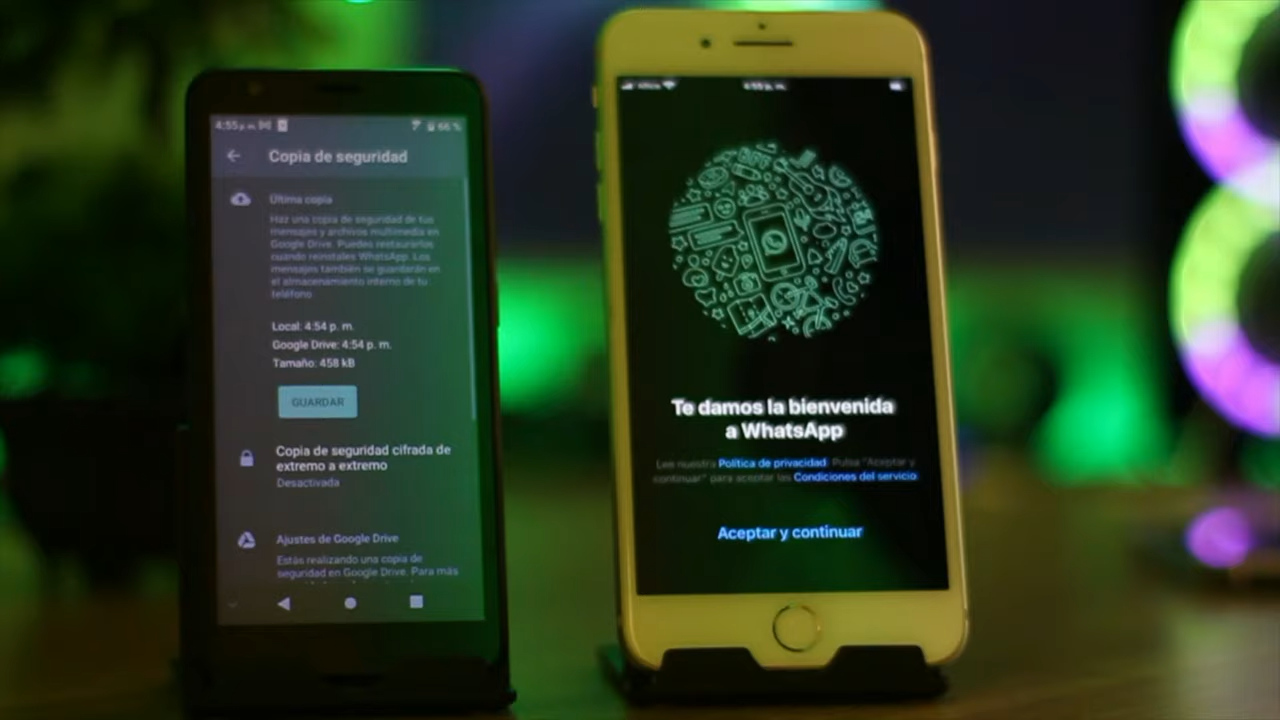 4:55 p. m.
66 %
Copia de seguridad
Última copia
Haz una copia de seguridad de tus
mensajes y archivos multimedia en
Google Drive. Puedes restaurarlos
cuando reinstales WhatsApp. Los
mensajes también se guardarán en
el almacenamiento interno de tu
teléfono
Local: 4:54 p. m.
Google Drive: 4:54 p. m.
Tamaño: 458 kB
GUARDAR
Copia de seguridad cifrada de
extremo a extremo
Desactivada
Ajustes de Google Drive
Estás realizando una copia de
seguridad en Google Drive. Para más
4:55 p. m.
Te damos la bienvenida
a WhatsApp
Lee nuestra Política de privacidad. Pulsa "Aceptar y
continuar" para aceptar las Condiciones del servicio.
Aceptar y continuar